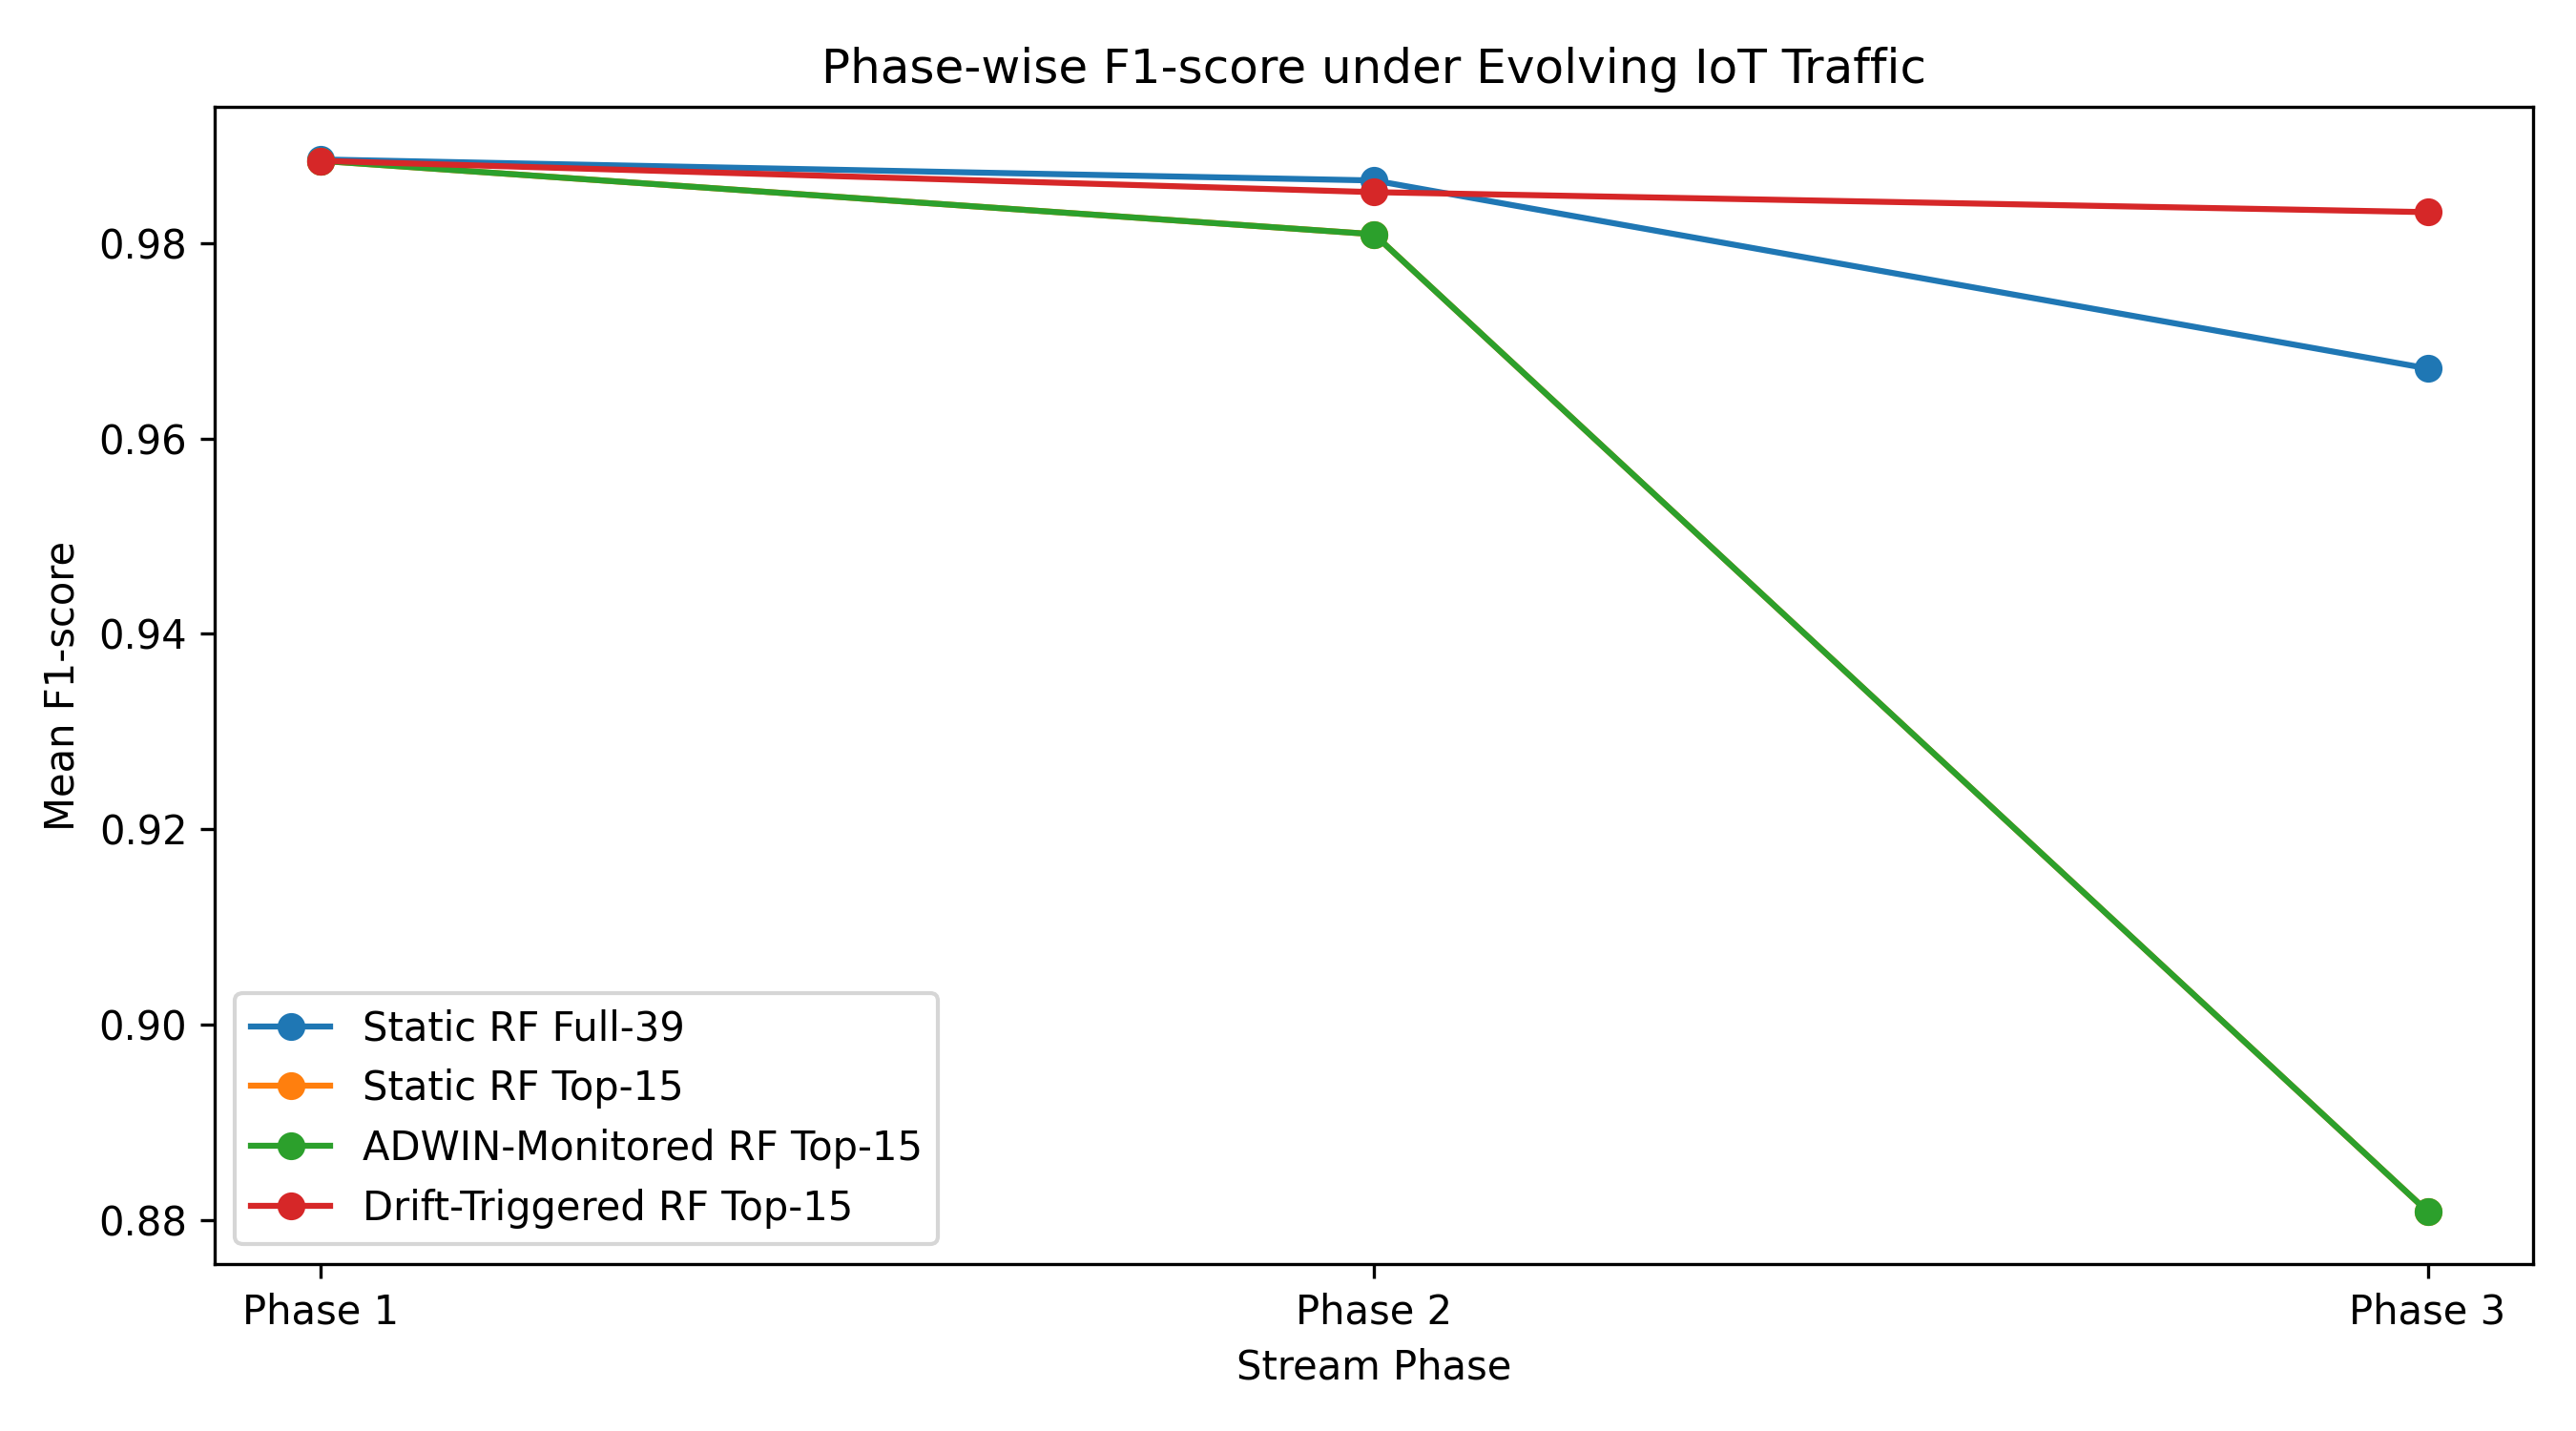 Phase-wise F1-score under Evolving IoT Traffic
Mean F1-score
0.98
0.96
0.94
0.92
0.90
0.88
Static RF Full-39
Static RF Top-15
ADWIN-Monitored RF Top-15
Drift-Triggered RF Top-15
Phase 1
Phase 2
Phase 3
Stream Phase